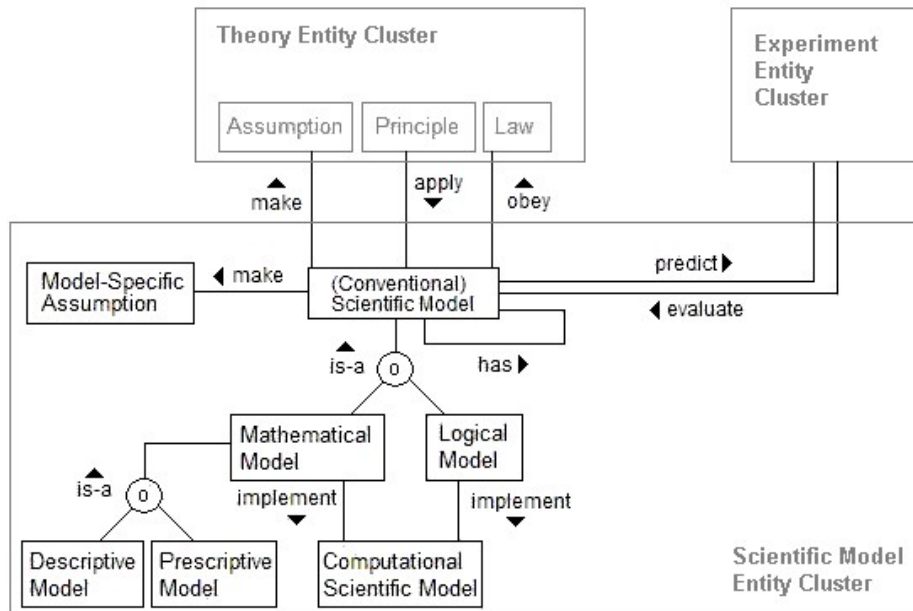 Theory Entity Cluster
Experiment
Entity
Cluster
Assumption
Principle
Law
make
apply
obey
Model-Specific
Assumption
make
(Conventional)
Scientific Model
predict
evaluate
is-a
o
has
Mathematical
Model
Logical
Model
is-a
o
implement
implement
Descriptive
Model
Prescriptive
Model
Computational
Scientific Model
Scientific Model
Entity Cluster